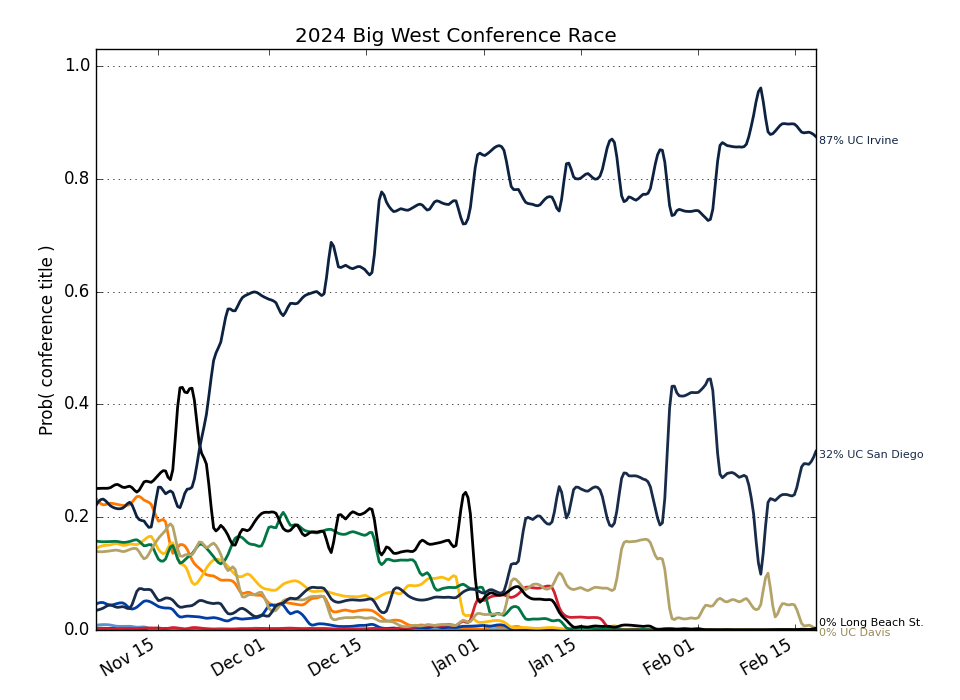 2024 Big West Conference Race
Prob( conference title )
1.0
0.8
0.6
0.4
0.2
0.0
87% UC Irvine
32% UC San Diego
0% Long Beach St.
0% UC Davis
Nov 15
Dec 01
Dec 15
Jan 01
Jan 15
Feb 01
Feb 15